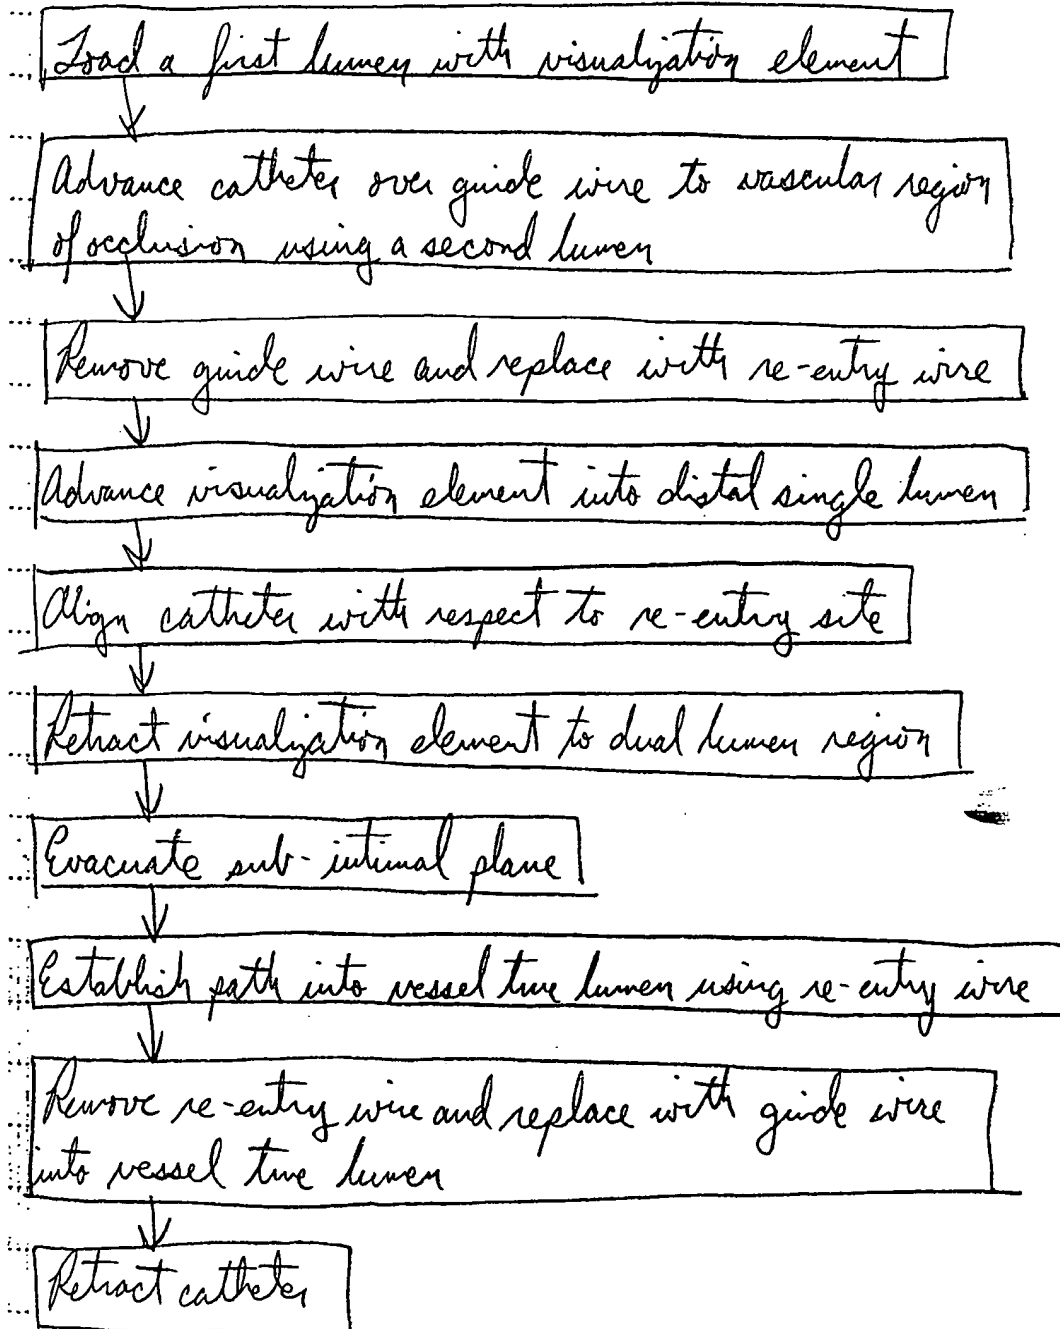 Load a first lumen with visualization element
Advance catheter over guide wire to vascular region
of occlusion using a second lumen
Remove guide wire and replace with re-entry wire
Advance visualization element into distal single lumen
Align catheter with respect to re-entry site
Retract visualization element to dual lumen region
Evacuate sub-intimal plane
Establish path into vessel true lumen using re-entry wire
Remove re-entry wire and replace with guide wire
into vessel true lumen
Retract catheter